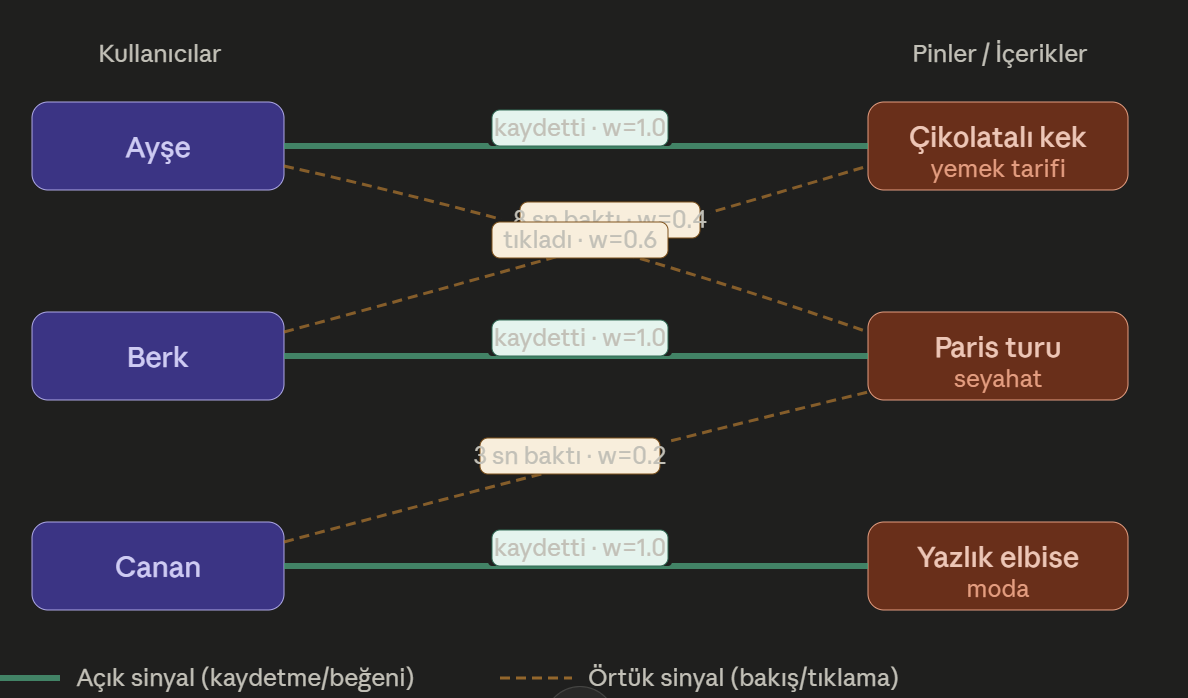 Kullanıcılar
Pinler / İçerikler
Ayşe
kaydetti · w=1.0
Çikolatalı kek
yemek tarifi
8 sn baktı · w=0.4
tıkladı · w=0.6
Berk
kaydetti · w=1.0
Paris turu
seyahat
3 sn baktı · w=0.2
Canan
kaydetti · w=1.0
Yazlık elbise
moda
Açık sinyal (kaydetme/beğeni)
Örtük sinyal (bakış/tıklama)